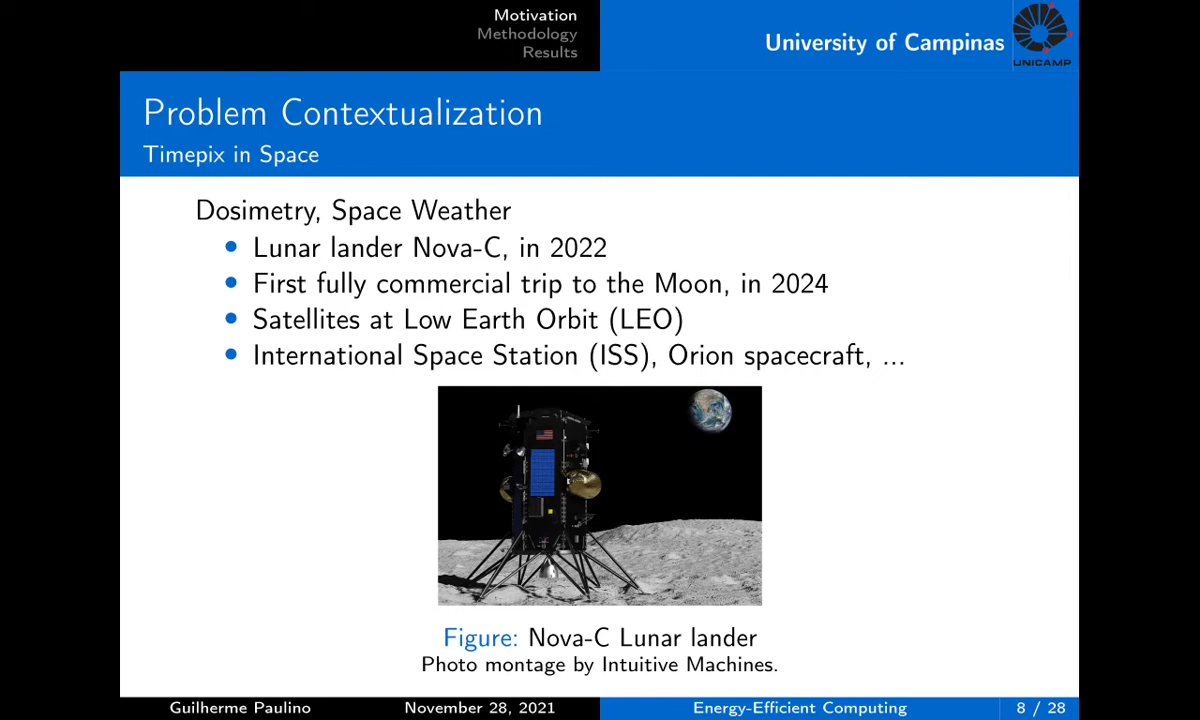 Motivation
Methodology
Results
University of Campinas
UNICAMP
Problem Contextualization
Timepix in Space
Dosimetry, Space Weather
• Lunar lander Nova-C, in 2022
• First fully commercial trip to the Moon, in 2024
• Satellites at Low Earth Orbit (LEO)
• International Space Station (ISS), Orion spacecraft, ...
Figure: Nova-C Lunar lander
Photo montage by Intuitive Machines.
Guilherme Paulino November 28, 2021 Energy-Efficient Computing 8 / 28